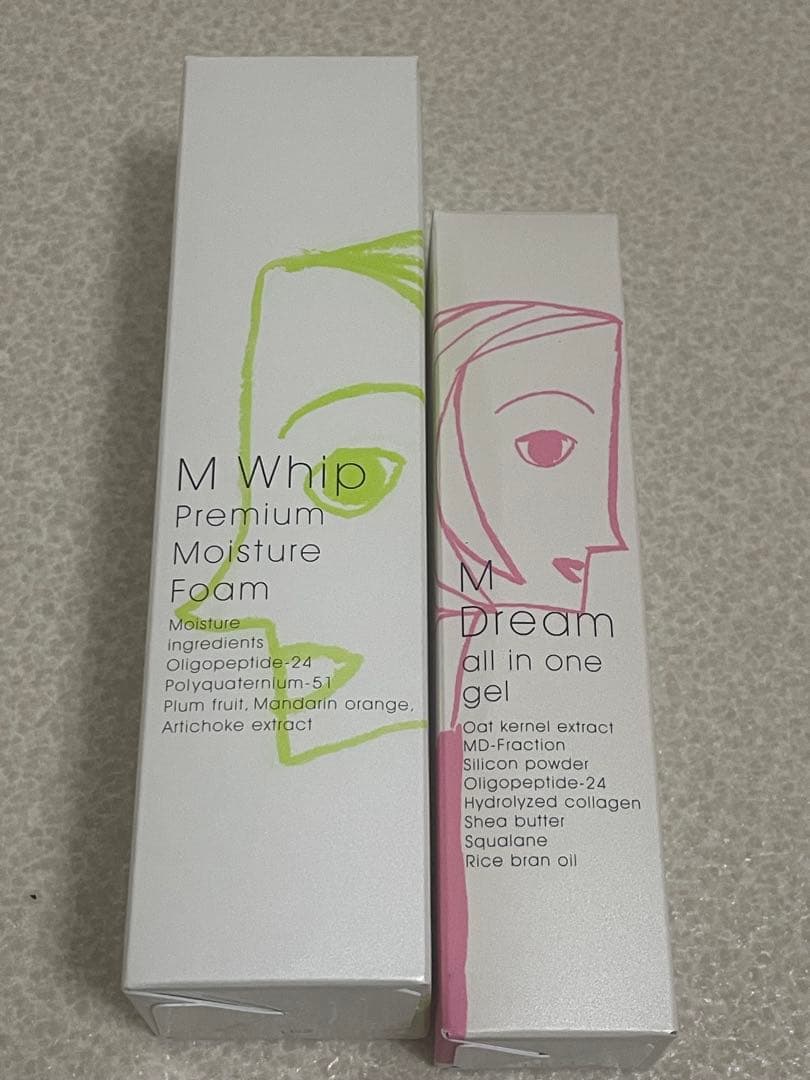 M Whip
Premium
Moisture
Foam
Moisture
ingredients
Oligopeptide-24
Polyquaternium-51
Plum fruit, Mandarin orange,
Artichoke extract
M
Dream
all in one
gel
Oat kernel extract
MD-Fraction
Silicon powder
Oligopeptide-24
Hydrolyzed collagen
Shea butter
Squalane
Rice bran oil